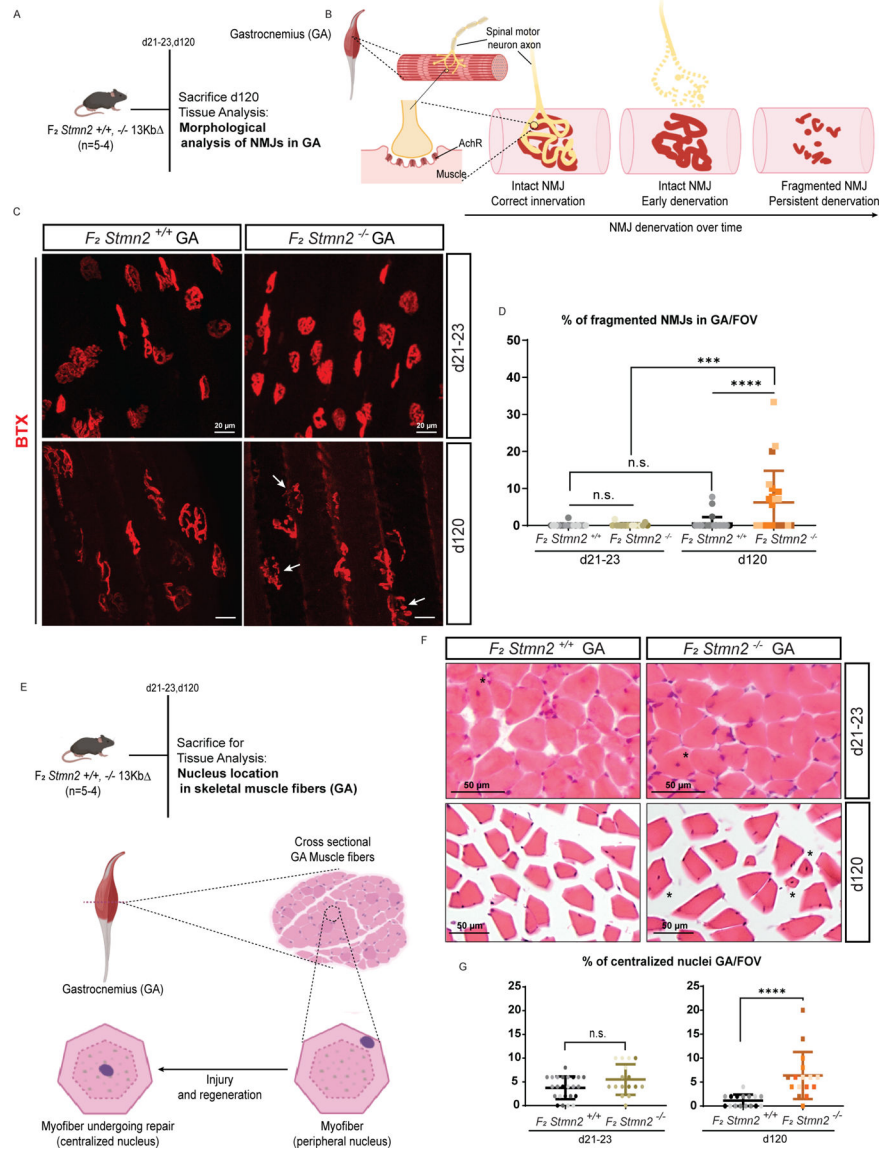 A
d21-23,d120
F₂ Stmn2 +/+, -/- 13KbΔ
(n=5-4)
Sacrifice d120
Tissue Analysis:
Morphological
analysis of NMJs in GA
B
Gastrocnemius (GA)
Spinal motor
neuron axon
AchR
Muscle
Intact NMJ
Correct innervation
Intact NMJ
Early denervation
Fragmented NMJ
Persistent denervation
NMJ denervation over time
C
F₂ Stmn2 +/+ GA
F₂ Stmn2 -/- GA
BTX
20 µm
20 µm
d21-23
d120
D
% of fragmented NMJs in GA/FOV
50
40
30
20
10
0
***
****
n.s.
n.s.
F₂ Stmn2 +/+
F₂ Stmn2 -/-
F₂ Stmn2 +/+
F₂ Stmn2 -/-
d21-23
d120
E
d21-23,d120
F₂ Stmn2 +/+, -/- 13KbΔ
(n=5-4)
Sacrifice for
Tissue Analysis:
Nucleus location
in skeletal muscle fibers (GA)
Cross sectional
GA Muscle fibers
Gastrocnemius (GA)
Injury
and regeneration
Myofiber undergoing repair
(centralized nucleus)
Myofiber
(peripheral nucleus)
F
F₂ Stmn2 +/+ GA
F₂ Stmn2 -/- GA
*
*
50 µm
50 µm
d21-23
*
*
*
50 µm
50 µm
d120
G
% of centralized nuclei GA/FOV
25
20
15
10
5
0
n.s.
F₂ Stmn2 +/+
F₂ Stmn2 -/-
d21-23
25
20
15
10
5
0
****
F₂ Stmn2 +/+
F₂ Stmn2 -/-
d120